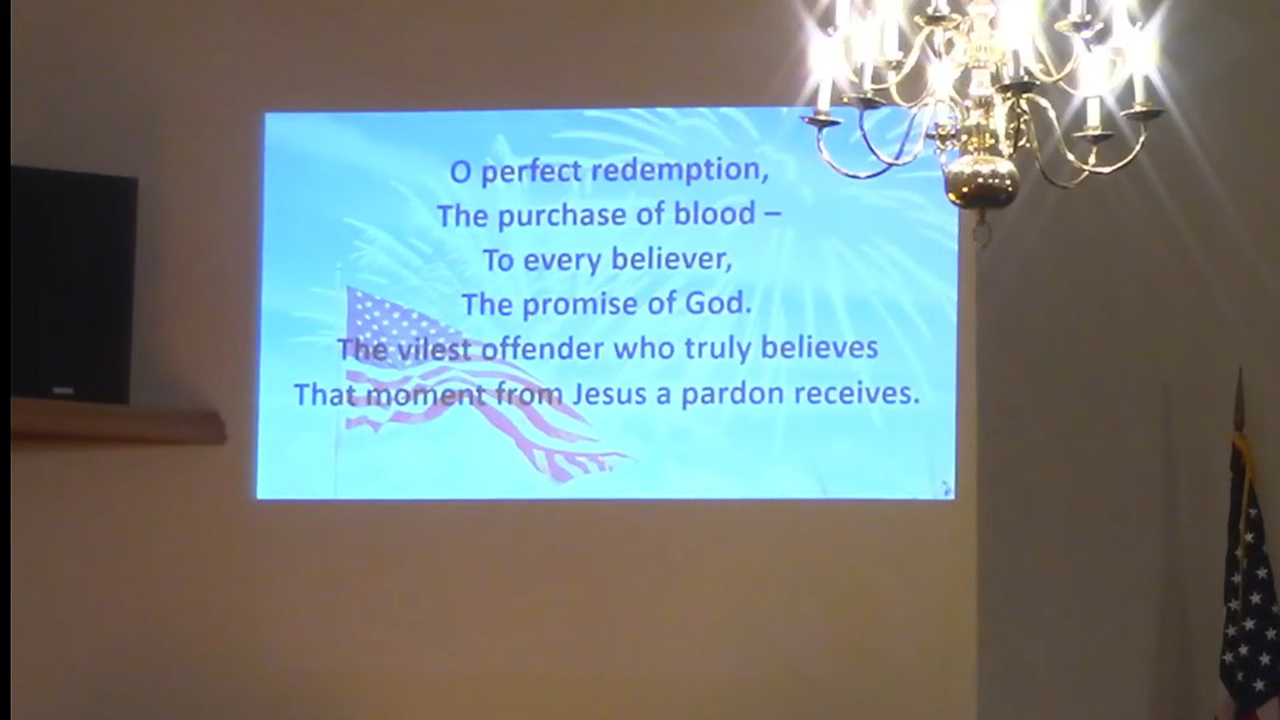 O perfect redemption,
The purchase of blood –
To every believer,
The promise of God.
The vilest offender who truly believes
That moment from Jesus a pardon receives.